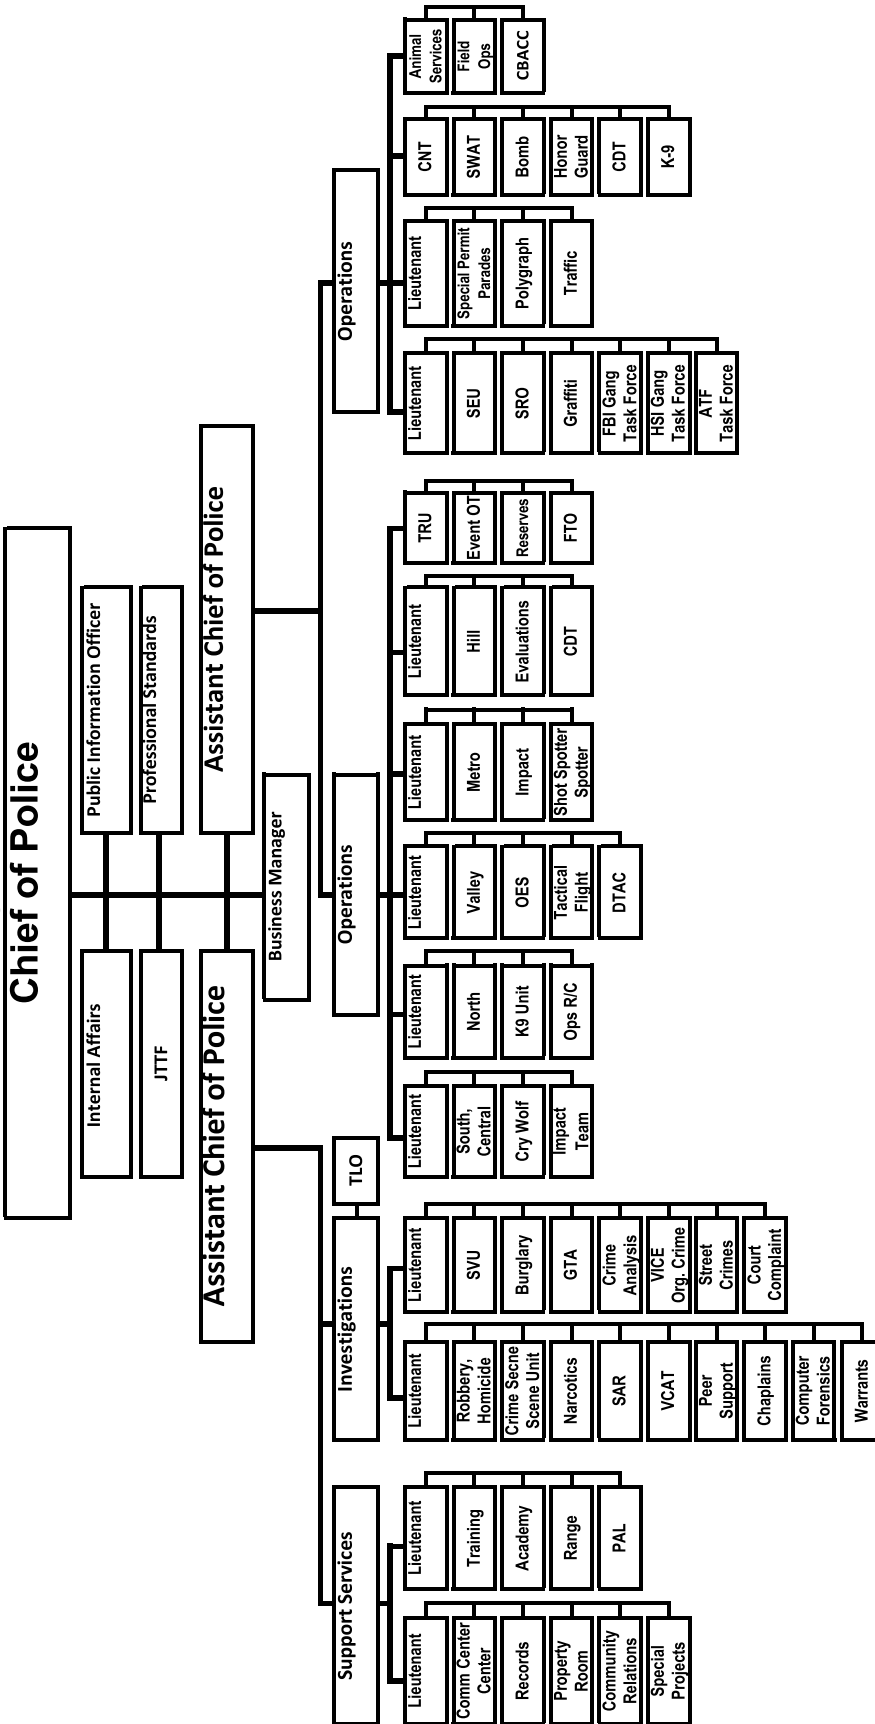 Chief of Police
Internal Affairs
Public Information Officer
JTTF
Professional Standards
Assistant Chief of Police
Assistant Chief of Police
Business Manager
Support Services
Investigations
TLO
Operations
Operations
Lieutenant
Comm Center
Center
Records
Property
Room
Community
Relations
Special
Projects
Lieutenant
Training
Academy
Range
PAL
Lieutenant
Robbery,
Homicide
Crime Secne
Scene Unit
Narcotics
SAR
VCAT
Peer
Support
Chaplains
Computer
Forensics
Warrants
Lieutenant
SVU
Burglary
GTA
Crime
Analysis
VICE
Org. Crime
Street
Crimes
Court
Complaint
Lieutenant
South,
Central
Cry Wolf
Impact
Team
Lieutenant
North
K9 Unit
Ops R/C
Lieutenant
Valley
OES
Tactical
Flight
DTAC
Lieutenant
Metro
Impact
Shot Spotter
Spotter
Lieutenant
Hill
Evaluations
CDT
TRU
Event OT
Reserves
FTO
Lieutenant
SEU
SRO
Graffiti
FBI Gang
Task Force
HSI Gang
Task Force
ATF
Task Force
Lieutenant
Special Permit
Parades
Polygraph
Traffic
CNT
SWAT
Bomb
Honor
Guard
CDT
K-9
Animal
Services
Field
Ops
CBACC